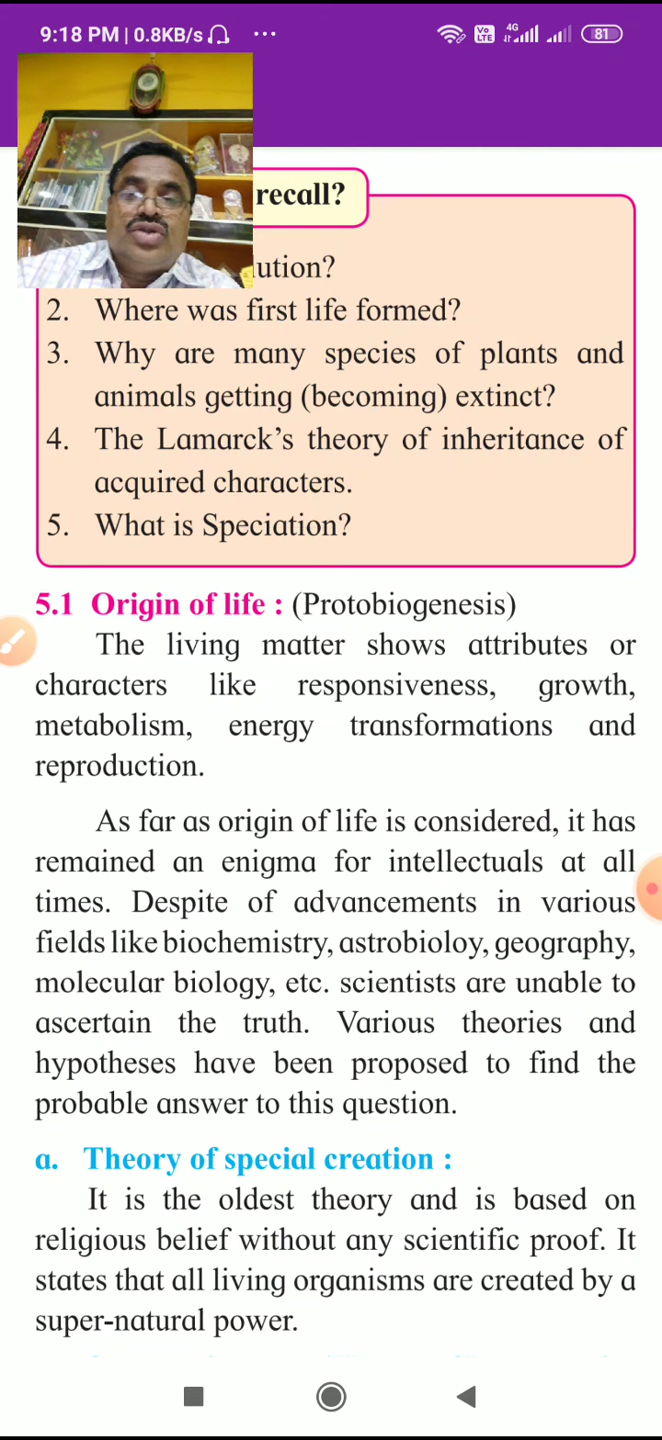 9:18 PM | 0.8KB/s ...
Vo LTE 4G 81
recall?
lution?
2. Where was first life formed?
3. Why are many species of plants and
animals getting (becoming) extinct?
4. The Lamarck's theory of inheritance of
acquired characters.
5. What is Speciation?
5.1 Origin of life : (Protobiogenesis)
The living matter shows attributes or
characters like responsiveness, growth,
metabolism, energy transformations and
reproduction.
As far as origin of life is considered, it has
remained an enigma for intellectuals at all
times. Despite of advancements in various
fields like biochemistry, astrobioloy, geography,
molecular biology, etc. scientists are unable to
ascertain the truth. Various theories and
hypotheses have been proposed to find the
probable answer to this question.
a. Theory of special creation :
It is the oldest theory and is based on
religious belief without any scientific proof. It
states that all living organisms are created by a
super-natural power.